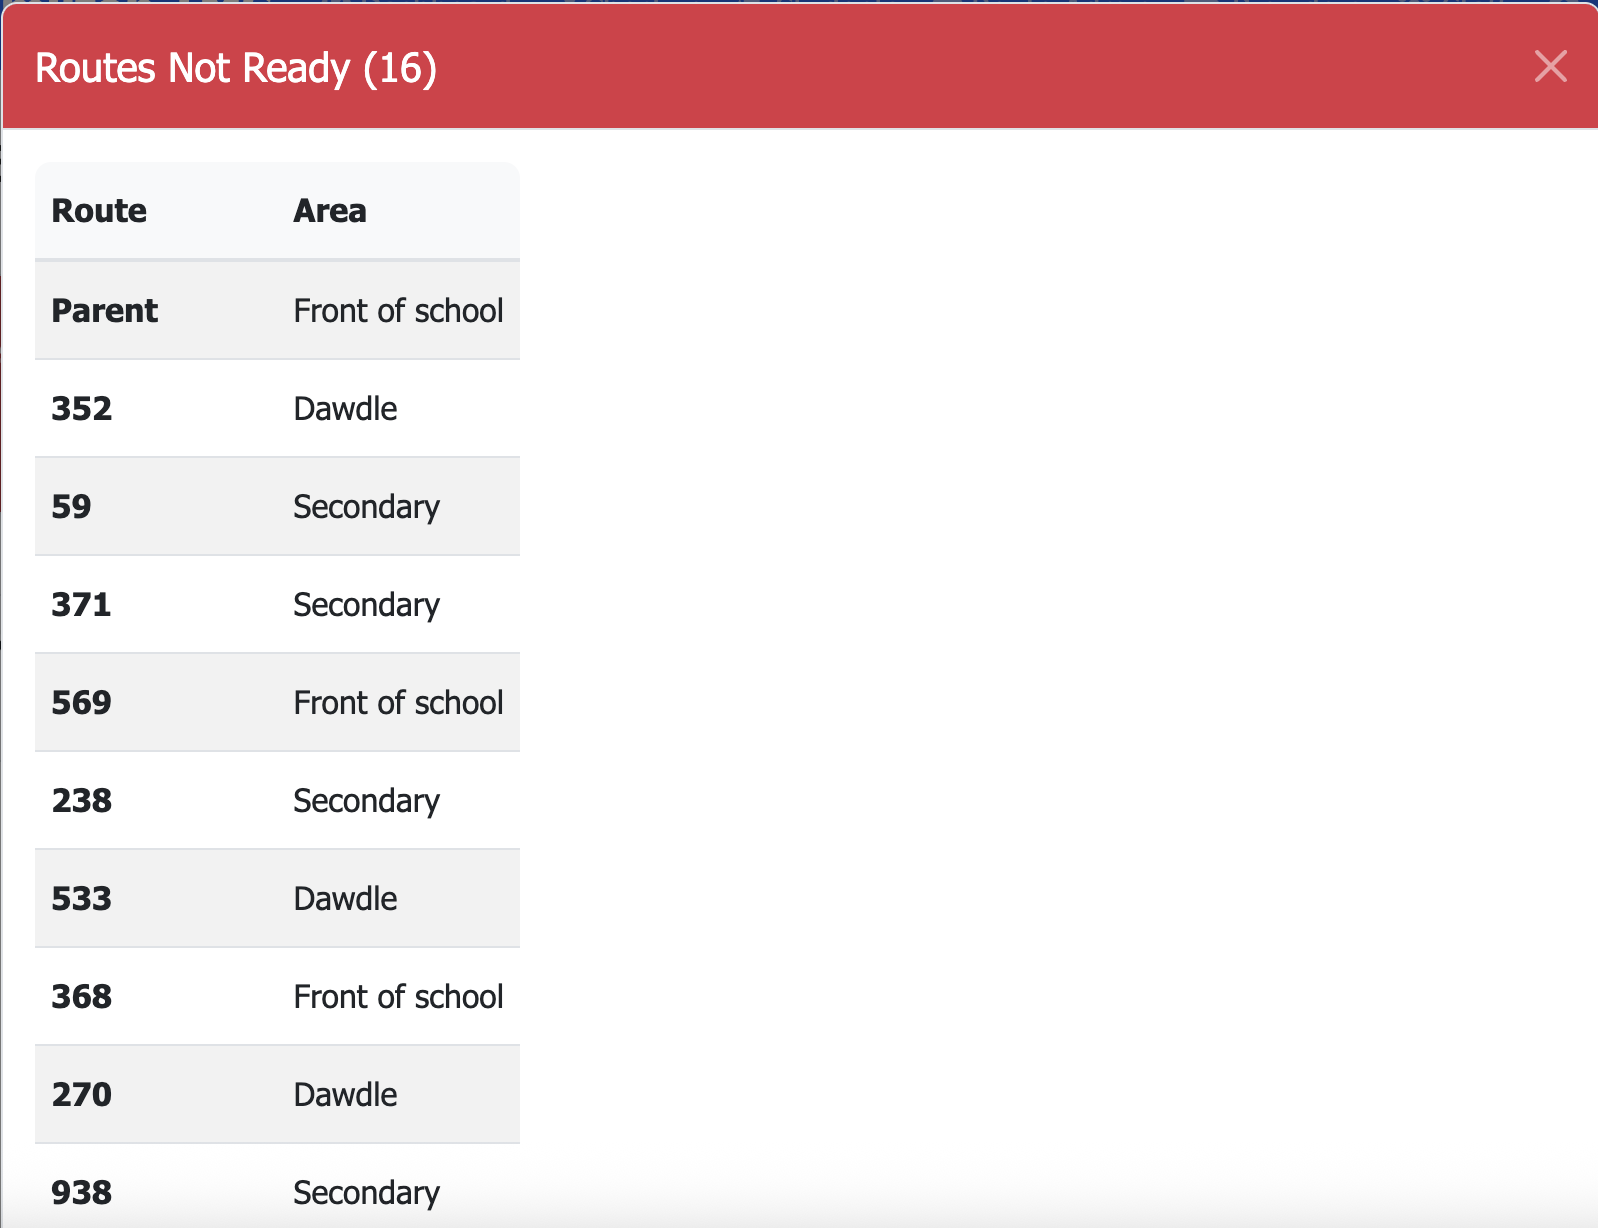 Routes Not Ready (16)
Route Area
Parent Front of school
352 Dawdle
59 Secondary
371 Secondary
569 Front of school
238 Secondary
533 Dawdle
368 Front of school
270 Dawdle
938 Secondary